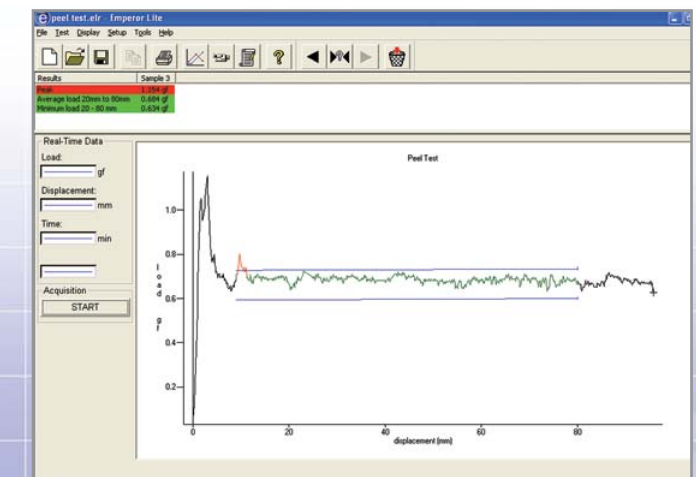 peel test.elr - Emperor Lite
File Test Display Setup Tools Help
Results Sample 3
Peak 1.154 gf
Average load 20mm to 80mm 0.684 gf
Minimum load 20 - 80 mm 0.634 gf
Real-Time Data
Load:
gf
Displacement:
mm
Time:
min
Acquisition
START
Peel Test
1.0
0.8
0.6
0.4
0.2
load gf
0 20 40 60 80
displacement (mm)